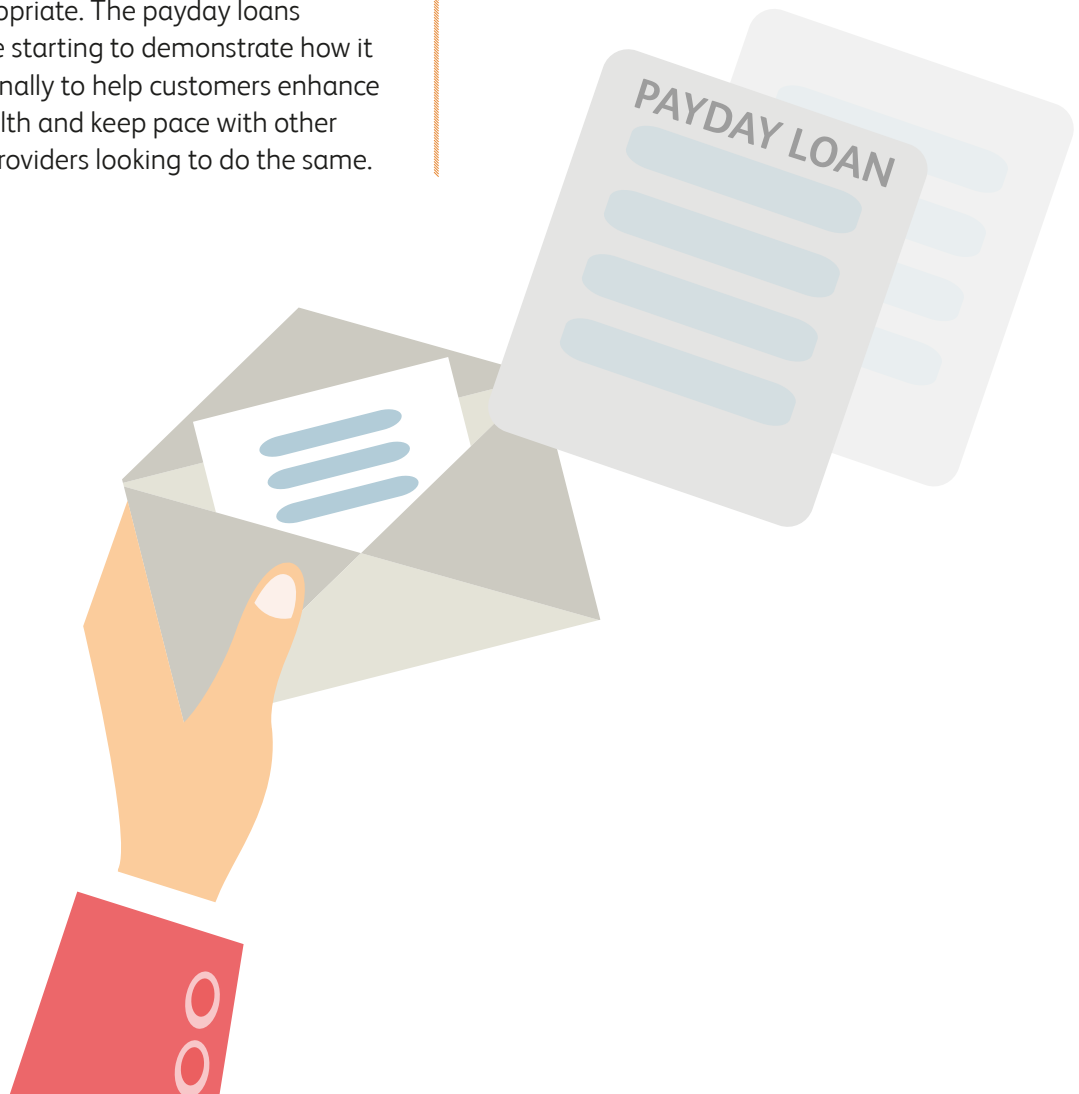 opriate. The payday loans
e starting to demonstrate how it
nally to help customers enhance
lth and keep pace with other
roviders looking to do the same.
PAYDAY LOAN